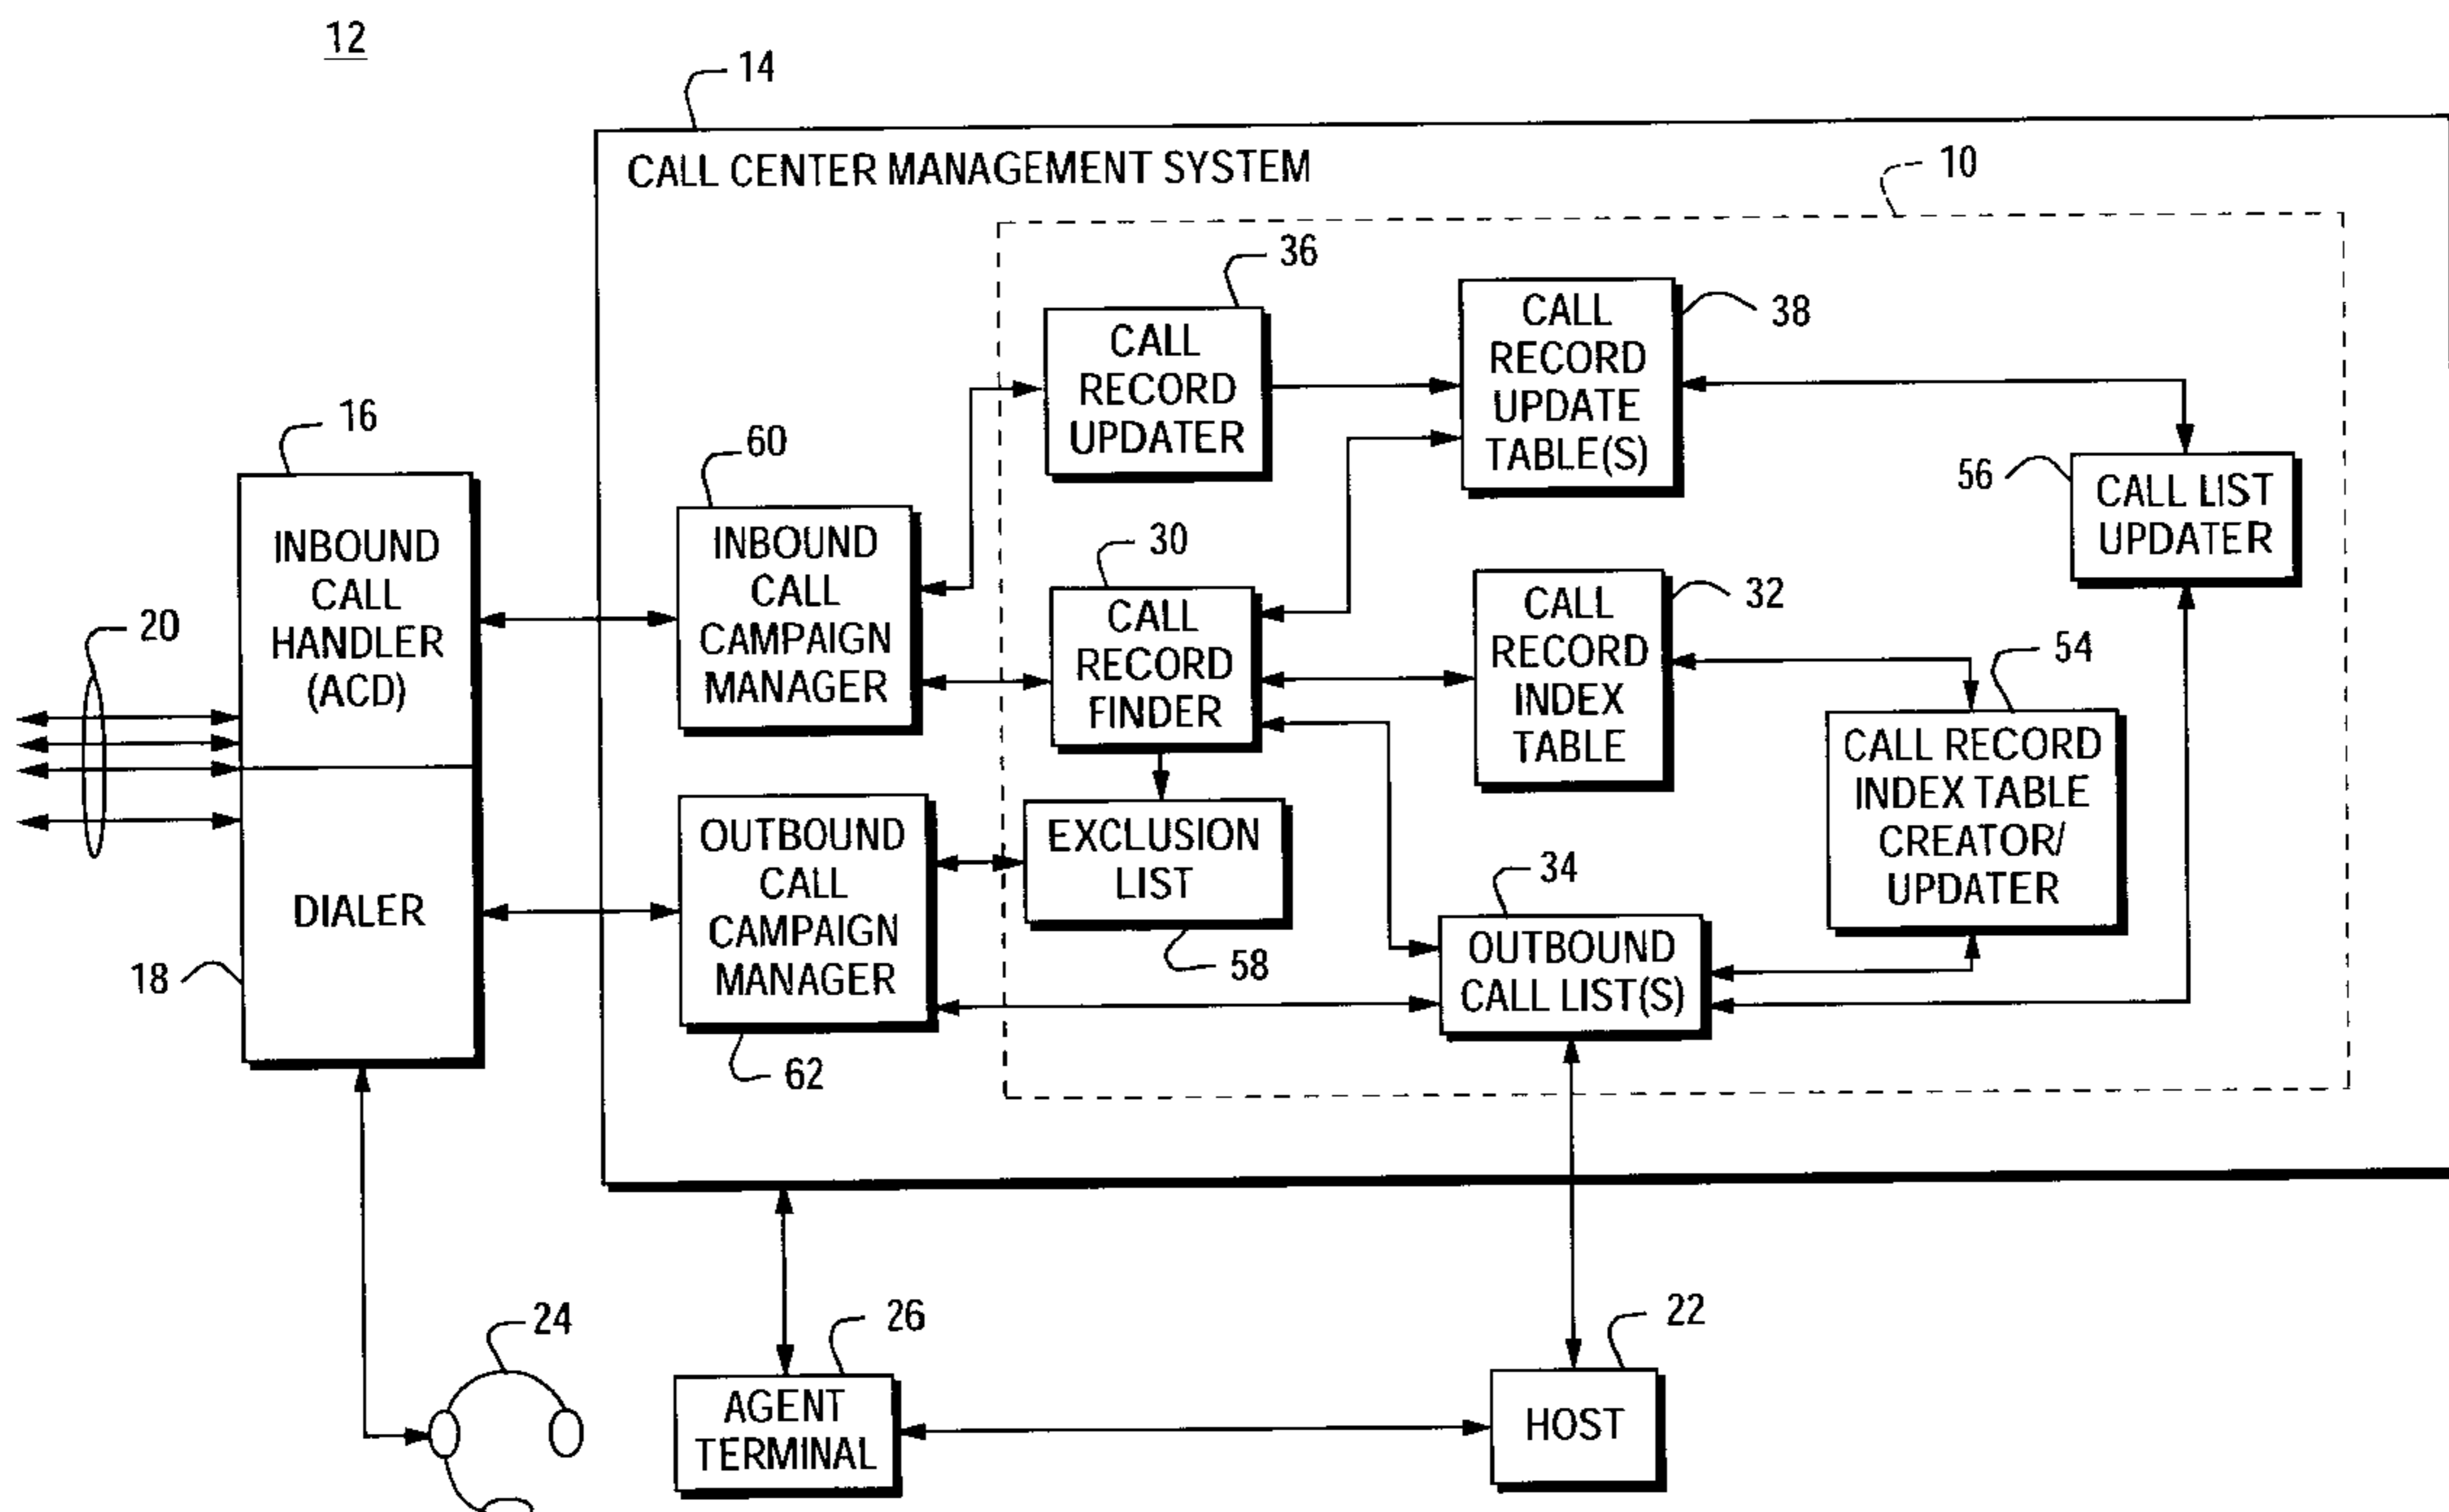 12
14
CALL CENTER MANAGEMENT SYSTEM
10
36
CALL
RECORD
UPDATER
CALL
RECORD
UPDATE
TABLE(S)
38
16
INBOUND
CALL
HANDLER
(ACD)
60
INBOUND
CALL
CAMPAIGN
MANAGER
56
CALL LIST
UPDATER
30
CALL
RECORD
FINDER
CALL
RECORD
INDEX
TABLE
32
20
54
CALL RECORD
INDEX TABLE
CREATOR/
UPDATER
DIALER
18
OUTBOUND
CALL
CAMPAIGN
MANAGER
62
EXCLUSION
LIST
58
34
OUTBOUND
CALL LIST(S)
24
26
AGENT
TERMINAL
22
HOST